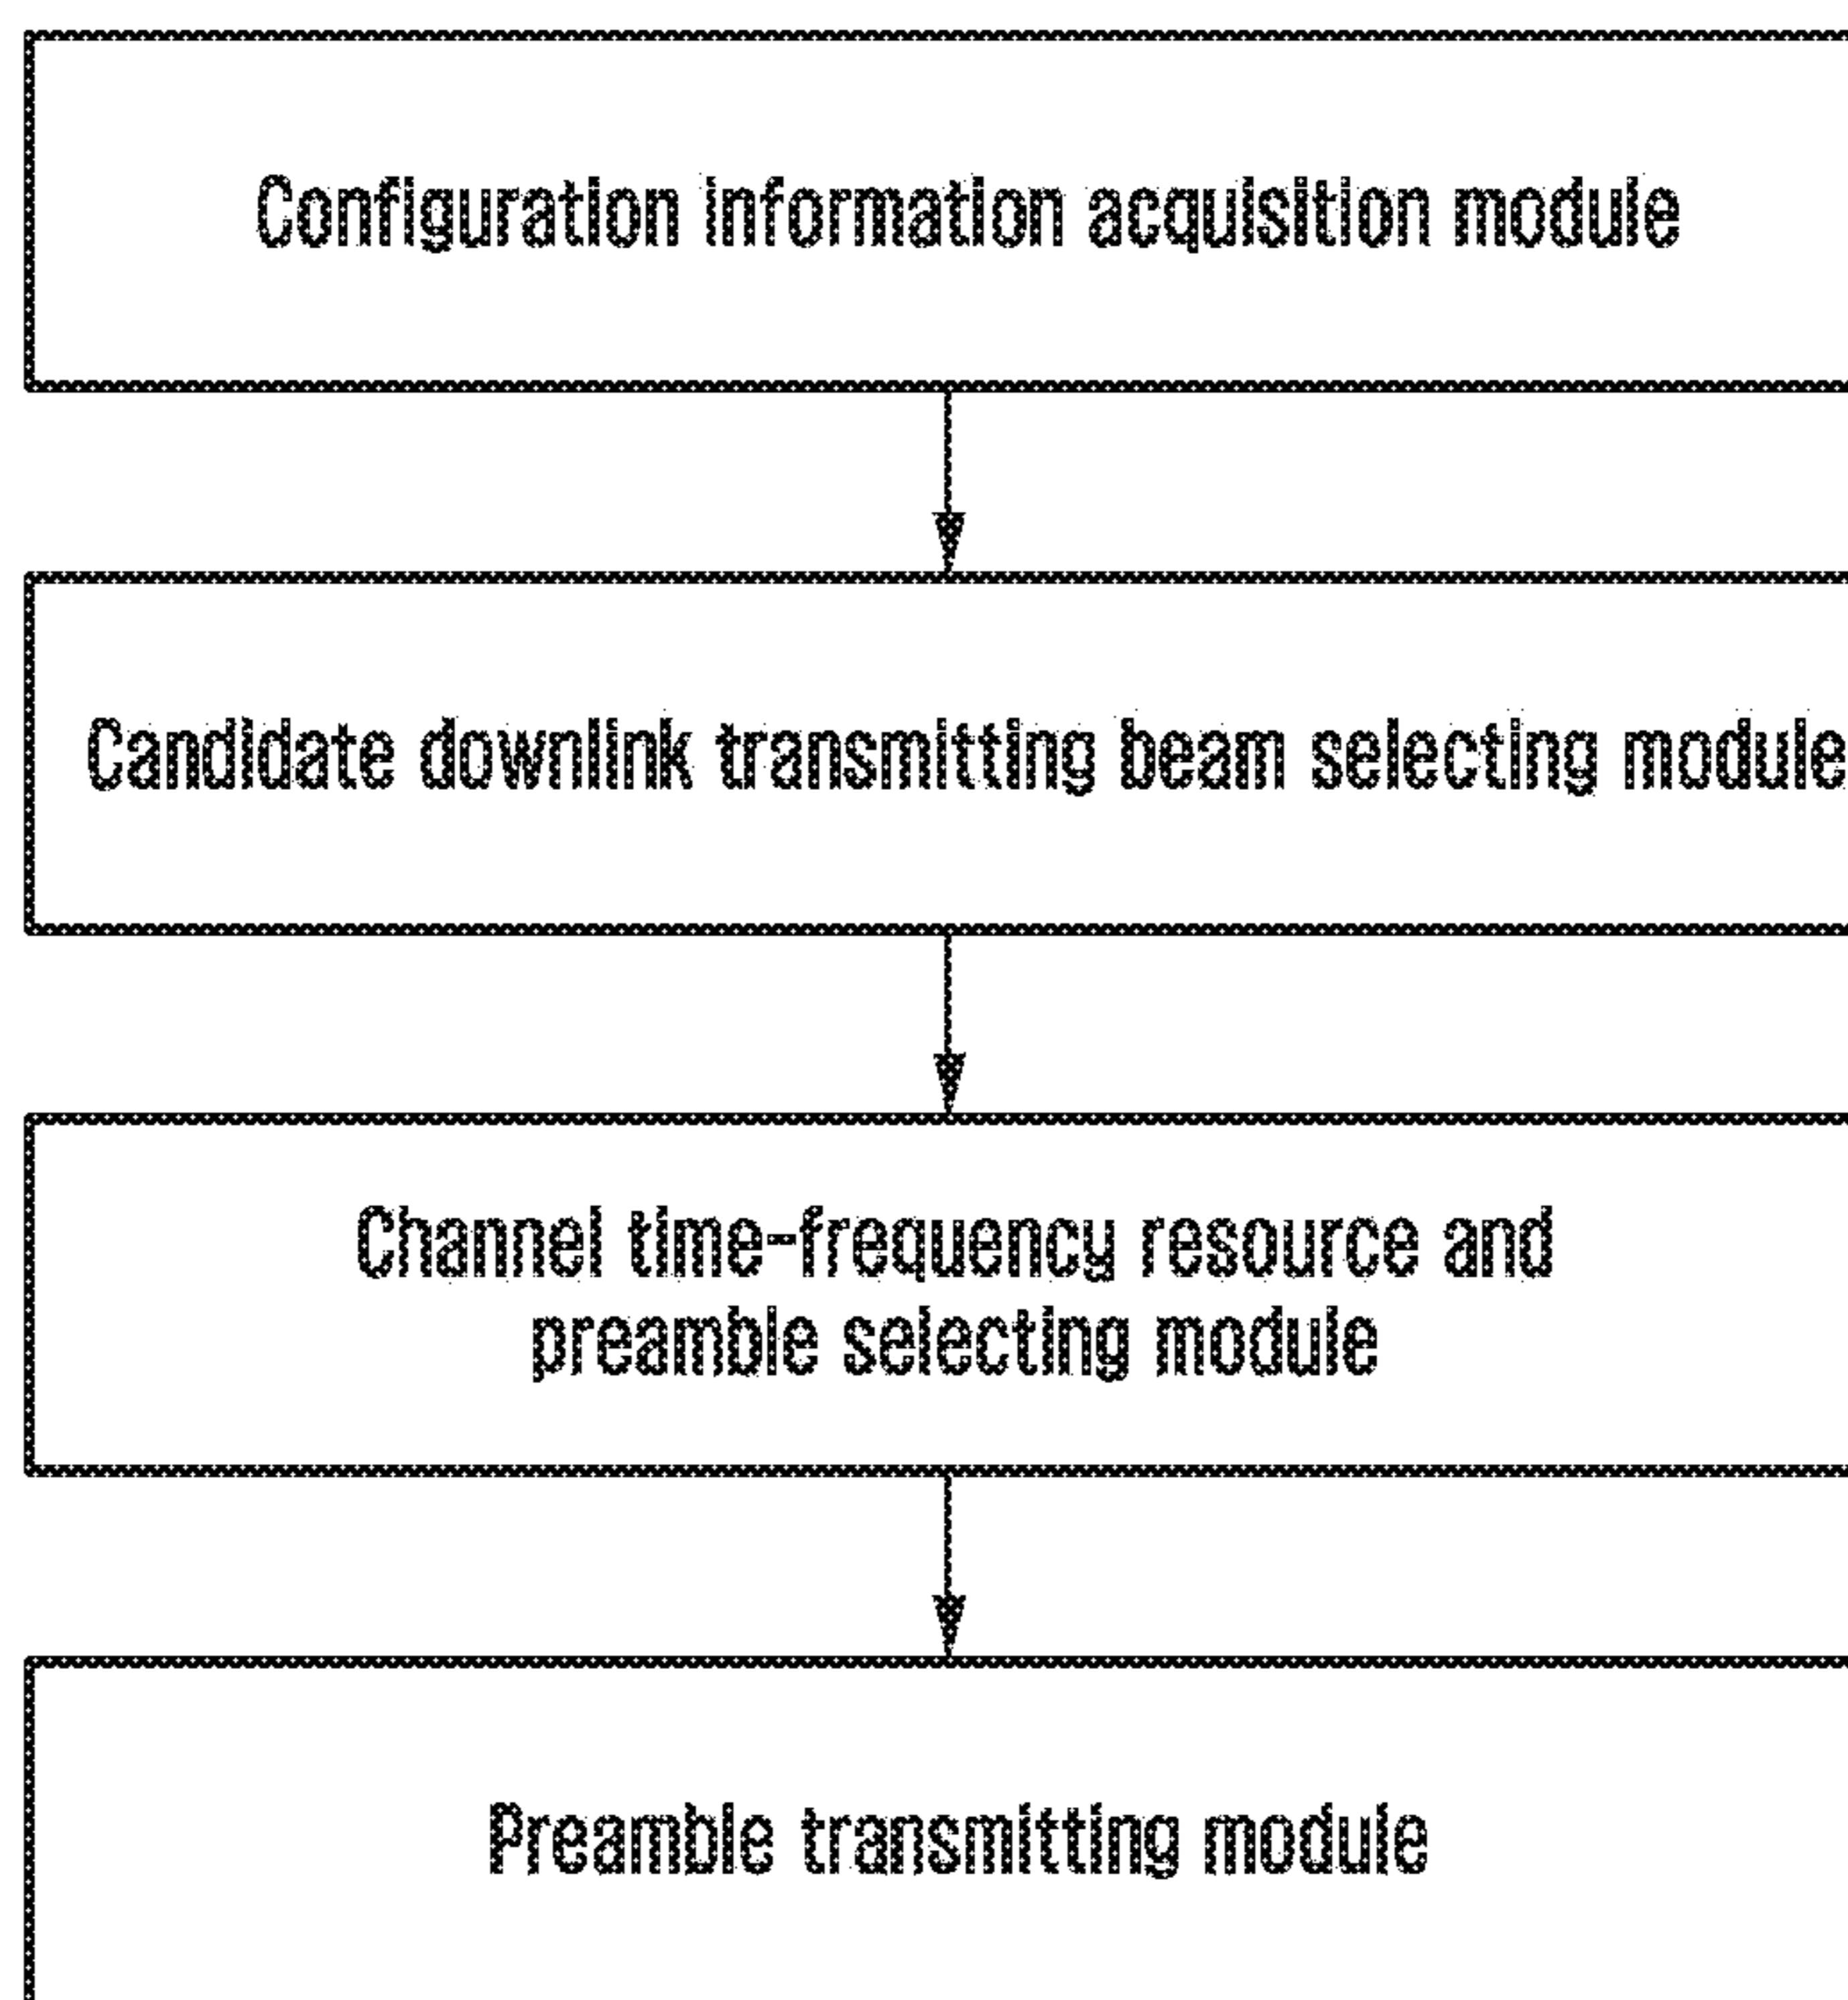 Configuration information acquisition module
Candidate downlink transmitting beam selecting module
Channel time-frequency resource and
preamble selecting module
Preamble transmitting module